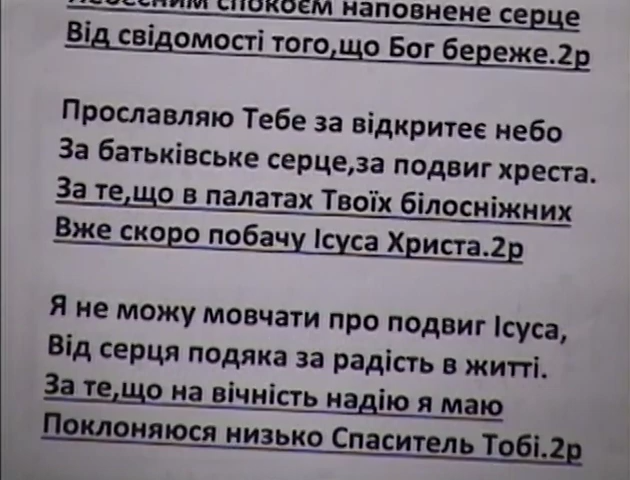 Небесним спокоєм наповнене серце
Від свідомості того,що Бог береже.2р
Прославляю Тебе за відкритеє небо
За батьківське серце,за подвиг хреста.
За те,що в палатах Твоїх білосніжних
Вже скоро побачу Ісуса Христа.2р
Я не можу мовчати про подвиг Ісуса,
Від серця подяка за радість в житті.
За те,що на вічність надію я маю
Поклоняюся низько Спаситель Тобі.2р